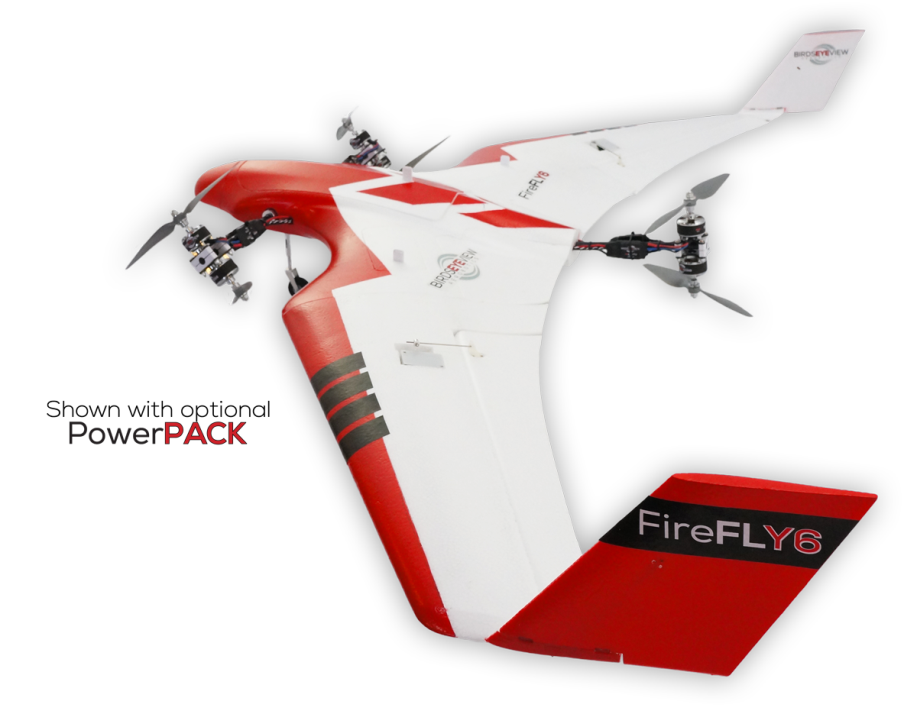 BIRDSEYEVIEW
FireFLY6
BIRDSEYEVIEW
Shown with optional
PowerPACK
FireFLY6